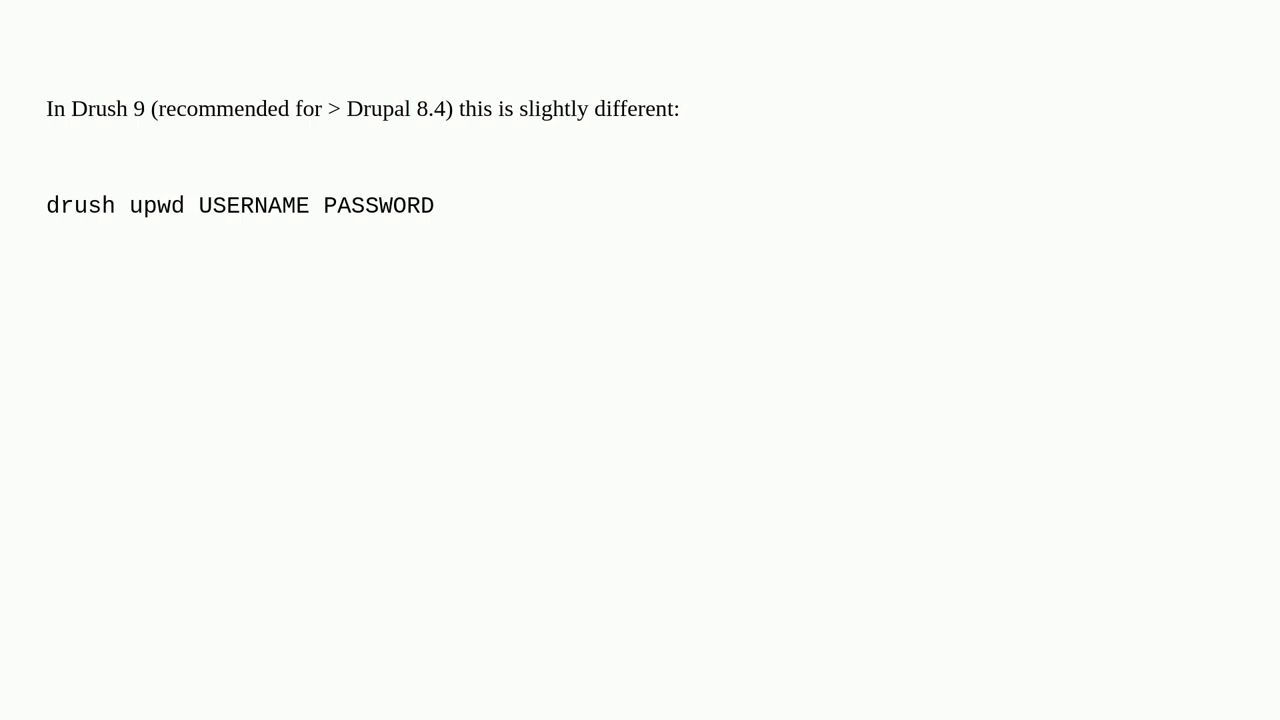 In Drush 9 (recommended for > Drupal 8.4) this is slightly different:
drush upwd USERNAME PASSWORD